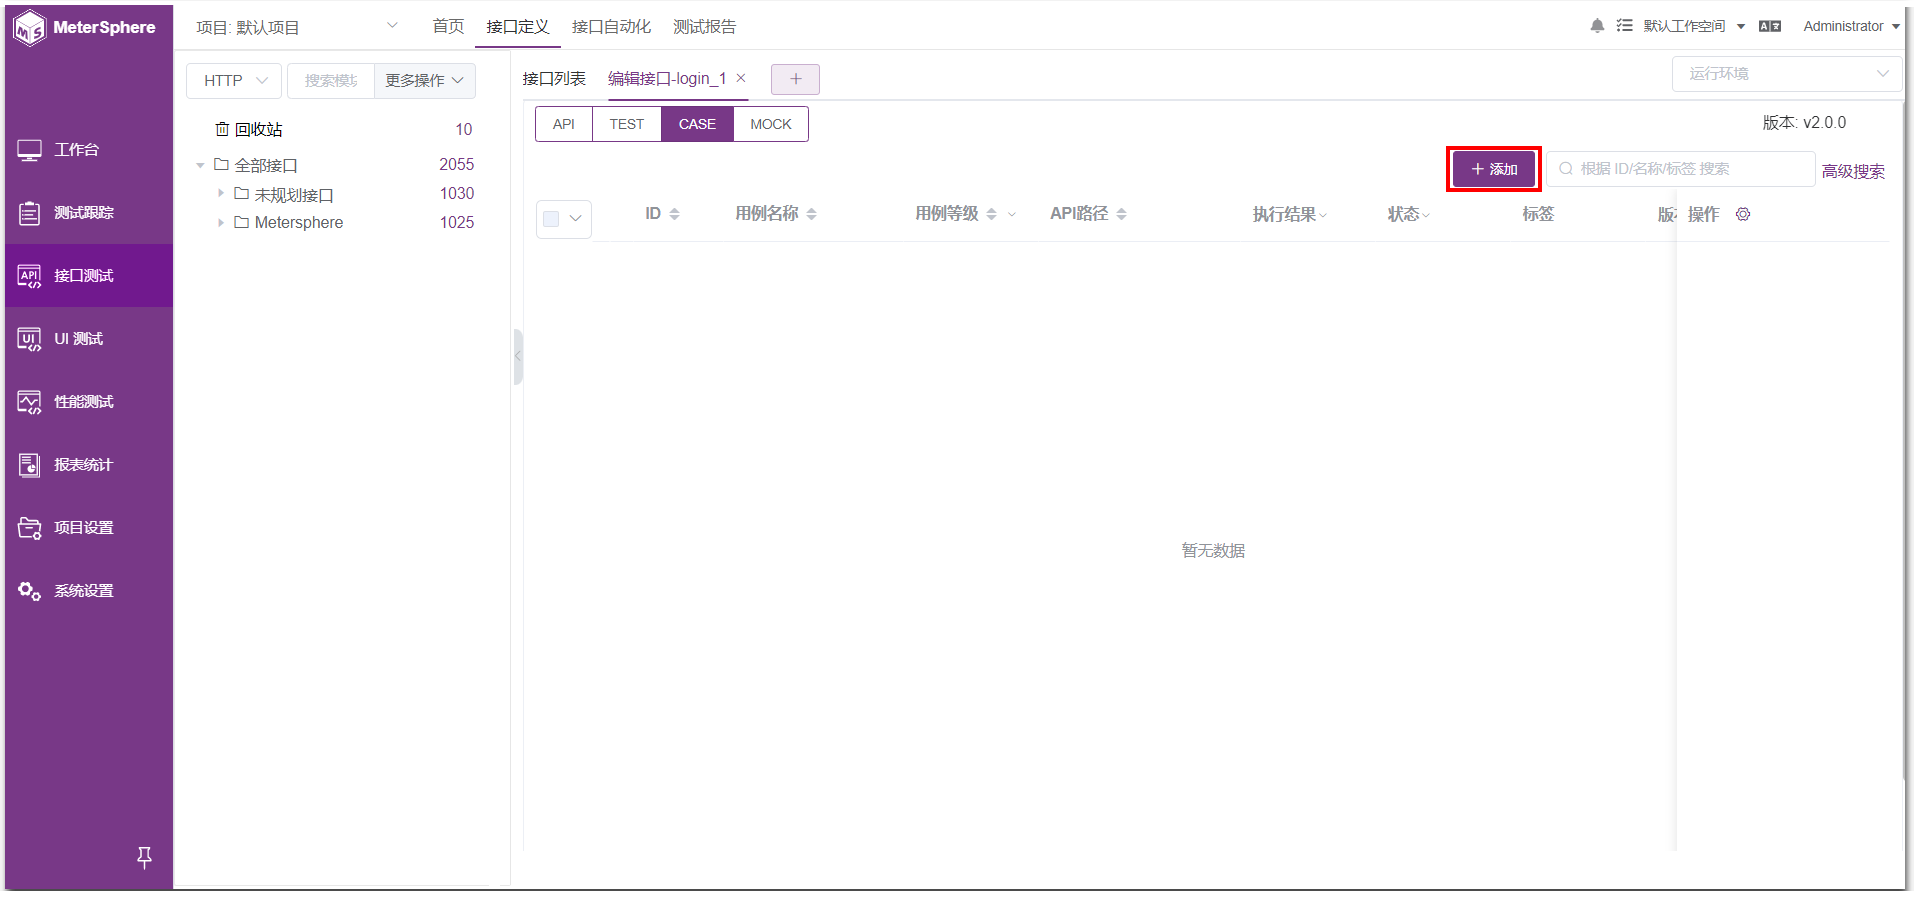 MeterSphere
项目: 默认项目
首页 接口定义 接口自动化 测试报告
默认工作空间
Administrator
工作台
测试跟踪
接口测试
UI 测试
性能测试
报表统计
项目设置
系统设置
HTTP 搜索模块 更多操作
回收站 10
全部接口 2055
未规划接口 1030
Metersphere 1025
接口列表 编辑接口-login_1
运行环境
API TEST CASE MOCK
版本: v2.0.0
添加 根据 ID/名称/标签 搜索 高级搜索
ID 用例名称 用例等级 API路径 执行结果 状态 标签 操作
暂无数据